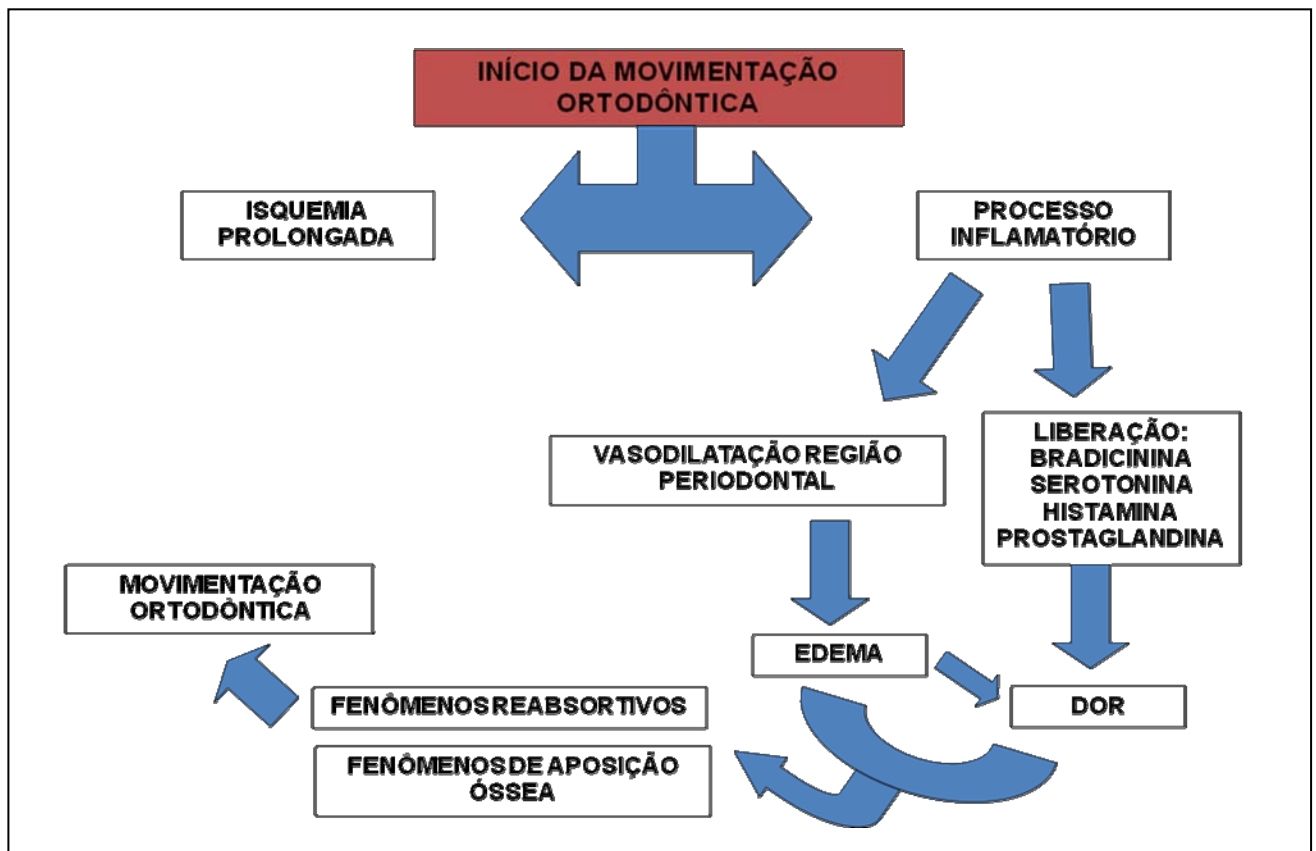 INÍCIO DA MOVIMENTAÇÃO
ORTODÔNTICA
ISQUEMIA
PROLONGADA
PROCESSO
INFLAMATÓRIO
VASODILATAÇÃO REGIÃO
PERIODONTAL
LIBERAÇÃO:
BRADICININA
SEROTONINA
HISTAMINA
PROSTAGLANDINA
EDEMA
DOR
FENÔMENOS REABSORTIVOS
FENÔMENOS DE APOSIÇÃO
ÓSSEA
MOVIMENTAÇÃO
ORTODÔNTICA